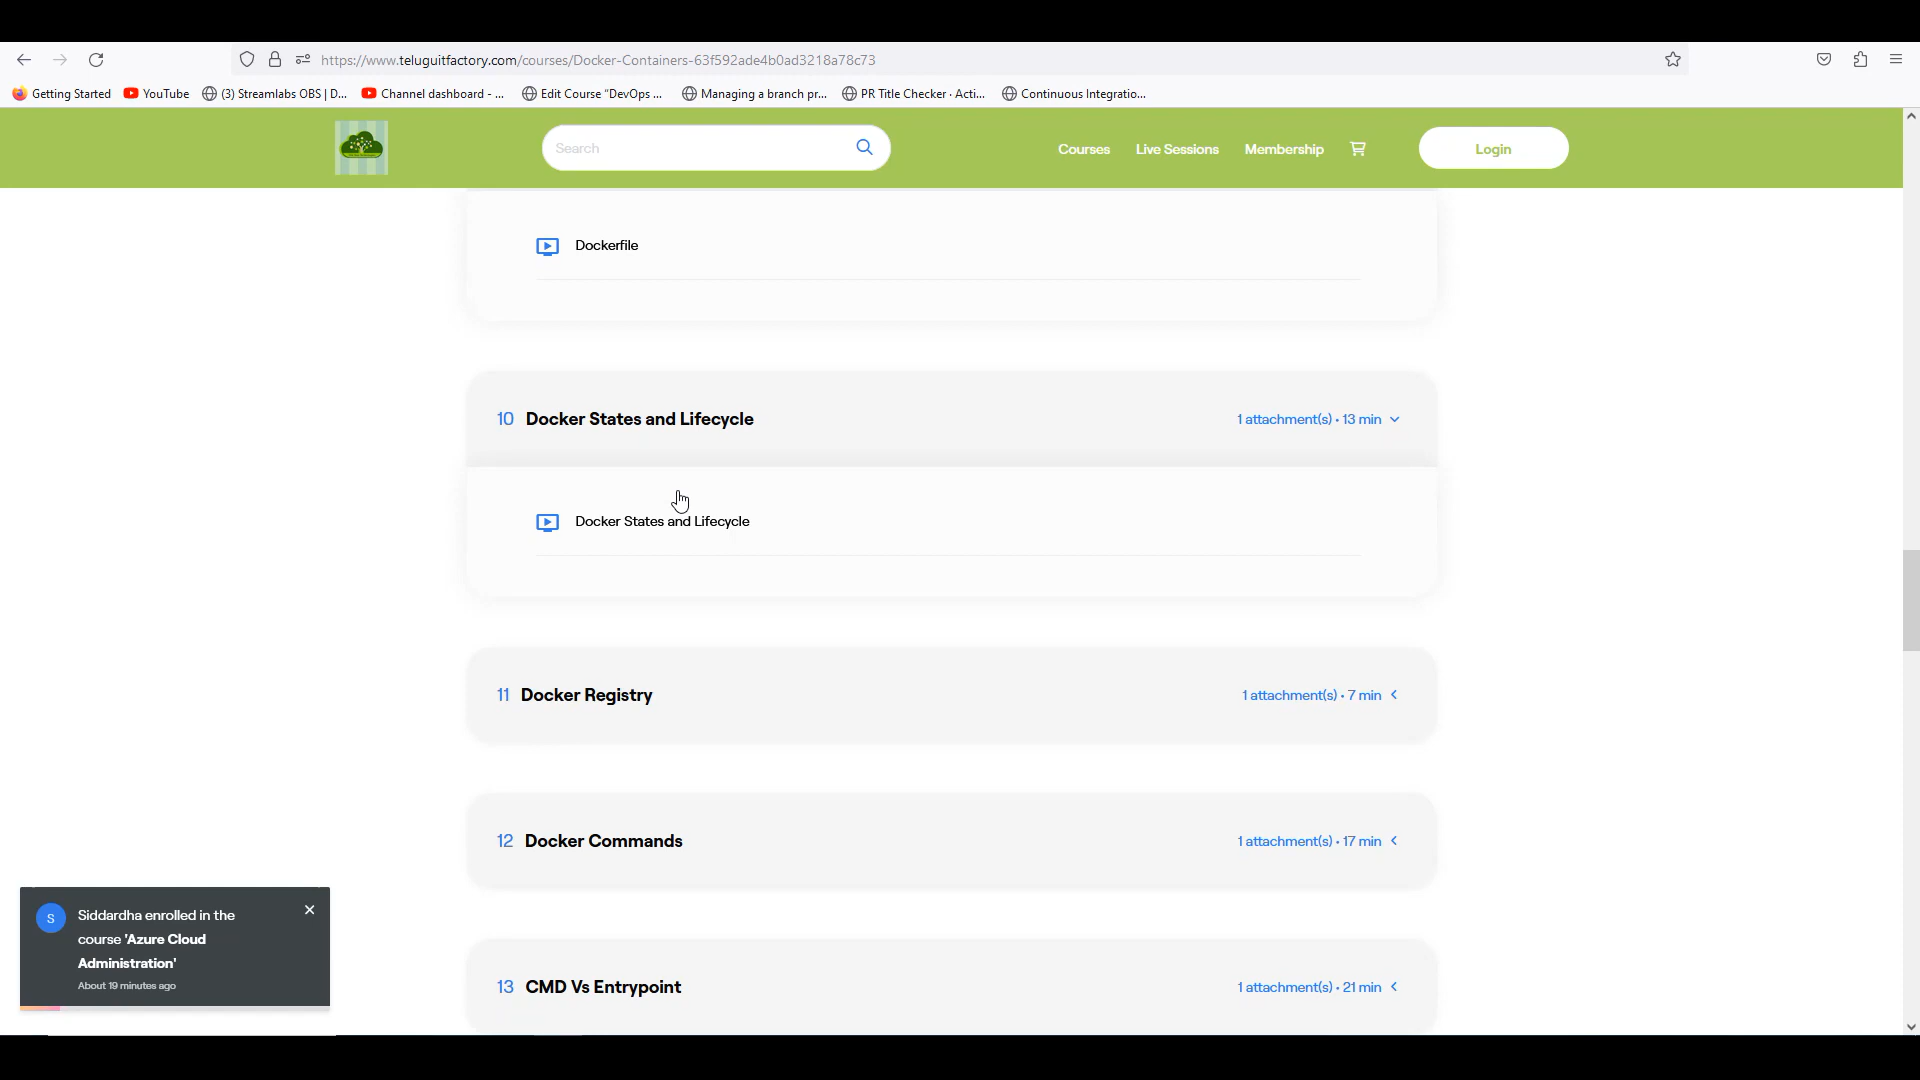 https://www.teluguitfactory.com/courses/Docker-Containers-63f592ade4b0ad3218a78c73
Getting Started
YouTube
(3) Streamlabs OBS | D...
Channel dashboard - ...
Edit Course "DevOps ...
Managing a branch pr...
PR Title Checker · Acti...
Continuous Integratio...
Search
Courses
Live Sessions
Membership
Login
Dockerfile
10 Docker States and Lifecycle
1 attachment(s) • 13 min
Docker States and Lifecycle
11 Docker Registry
1 attachment(s) • 7 min
12 Docker Commands
1 attachment(s) • 17 min
13 CMD Vs Entrypoint
1 attachment(s) • 21 min
S
Siddardha enrolled in the
course 'Azure Cloud
Administration'
About 19 minutes ago